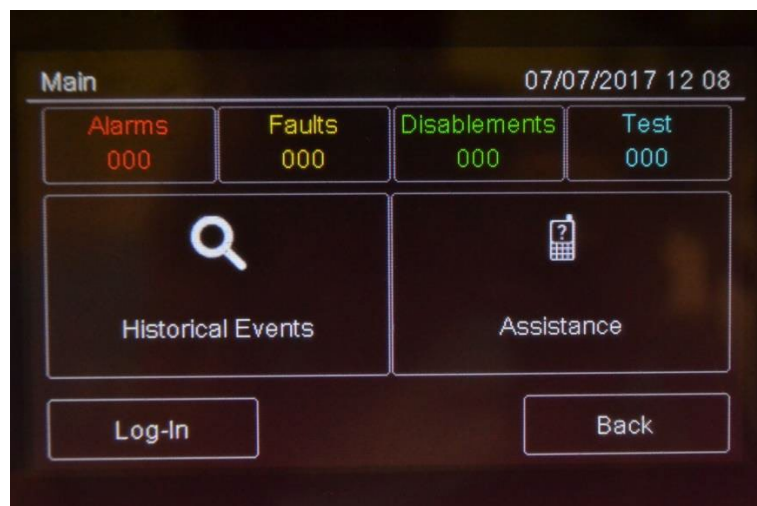 Main 07/07/2017 12 08
Alarms Faults Disablements Test
000 000 000 000
?
Historical Events Assistance
Log-In Back